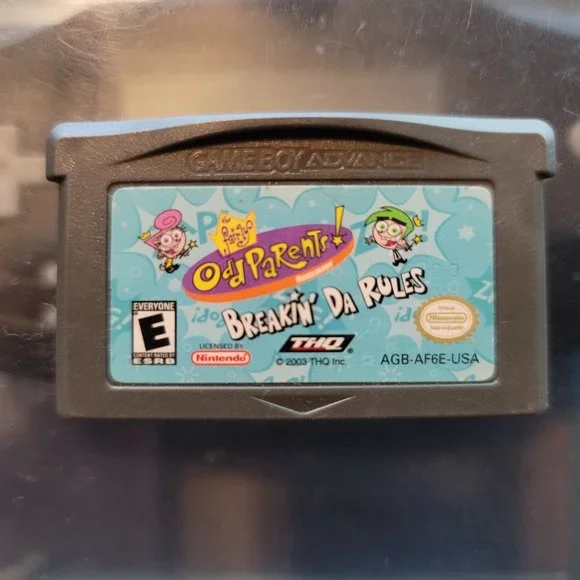 GAME BOY ADVANCE
the
Fairly
OddParents!
BREAKIN' DA RULES
EVERYONE
E
CONTENT RATED BY
ESRB
LICENSED BY
Nintendo
THQ
© 2003 THQ Inc.
Nintendo
AGB-AF6E-USA